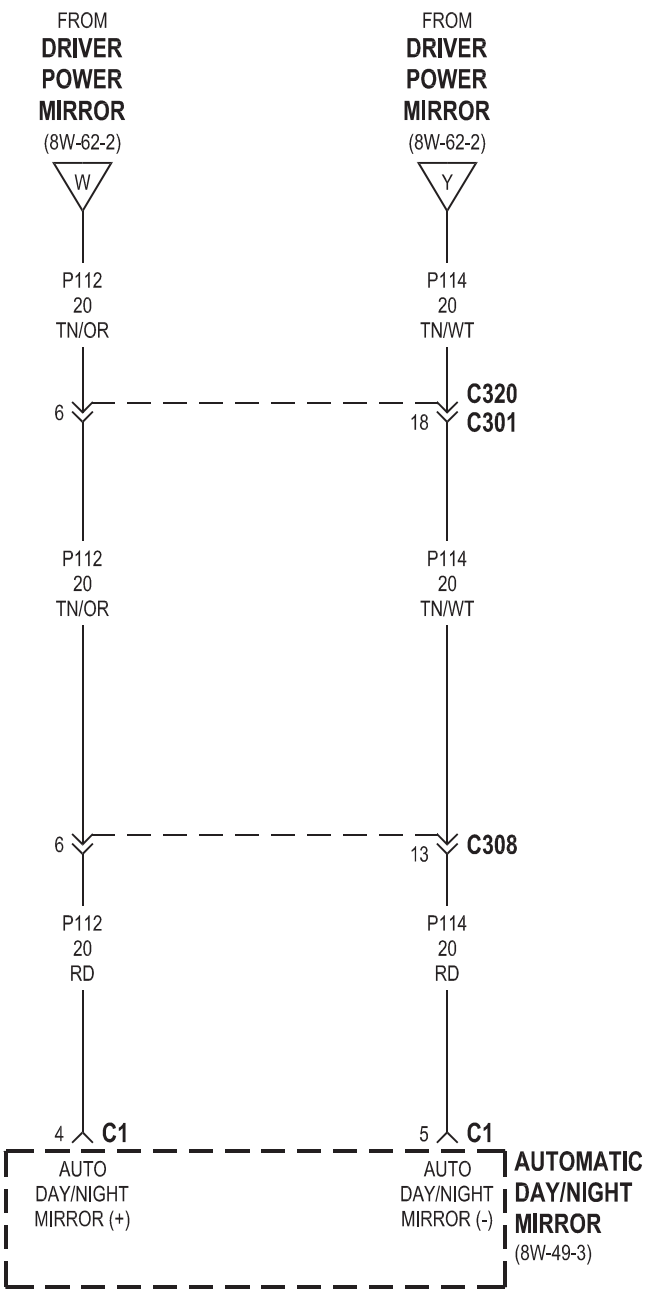 FROM
DRIVER
POWER
MIRROR
(8W-62-2)
W
FROM
DRIVER
POWER
MIRROR
(8W-62-2)
Y
P112
20
TN/OR
P114
20
TN/WT
6
18
C320
C301
P112
20
TN/OR
P114
20
TN/WT
6
13
C308
P112
20
RD
P114
20
RD
4
C1
5
C1
AUTO
DAY/NIGHT
MIRROR (+)
AUTO
DAY/NIGHT
MIRROR (-)
AUTOMATIC
DAY/NIGHT
MIRROR
(8W-49-3)